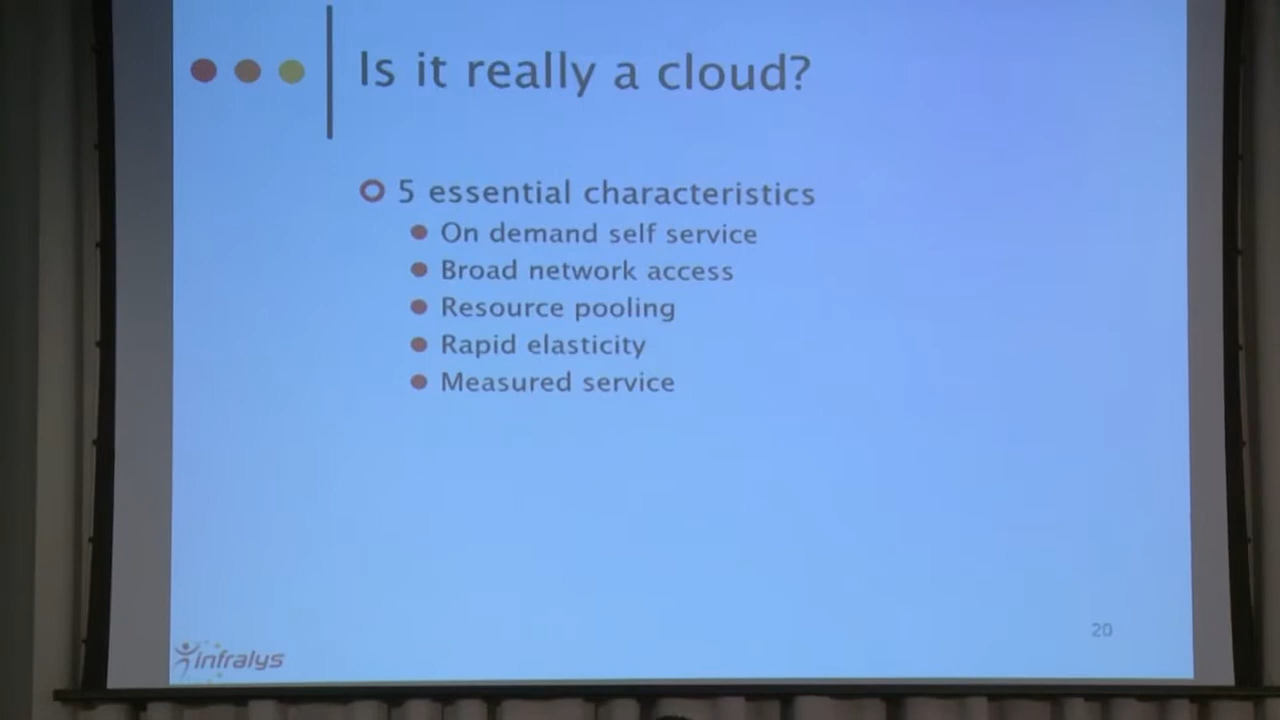 Is it really a cloud?
5 essential characteristics
On demand self service
Broad network access
Resource pooling
Rapid elasticity
Measured service
20
infralys